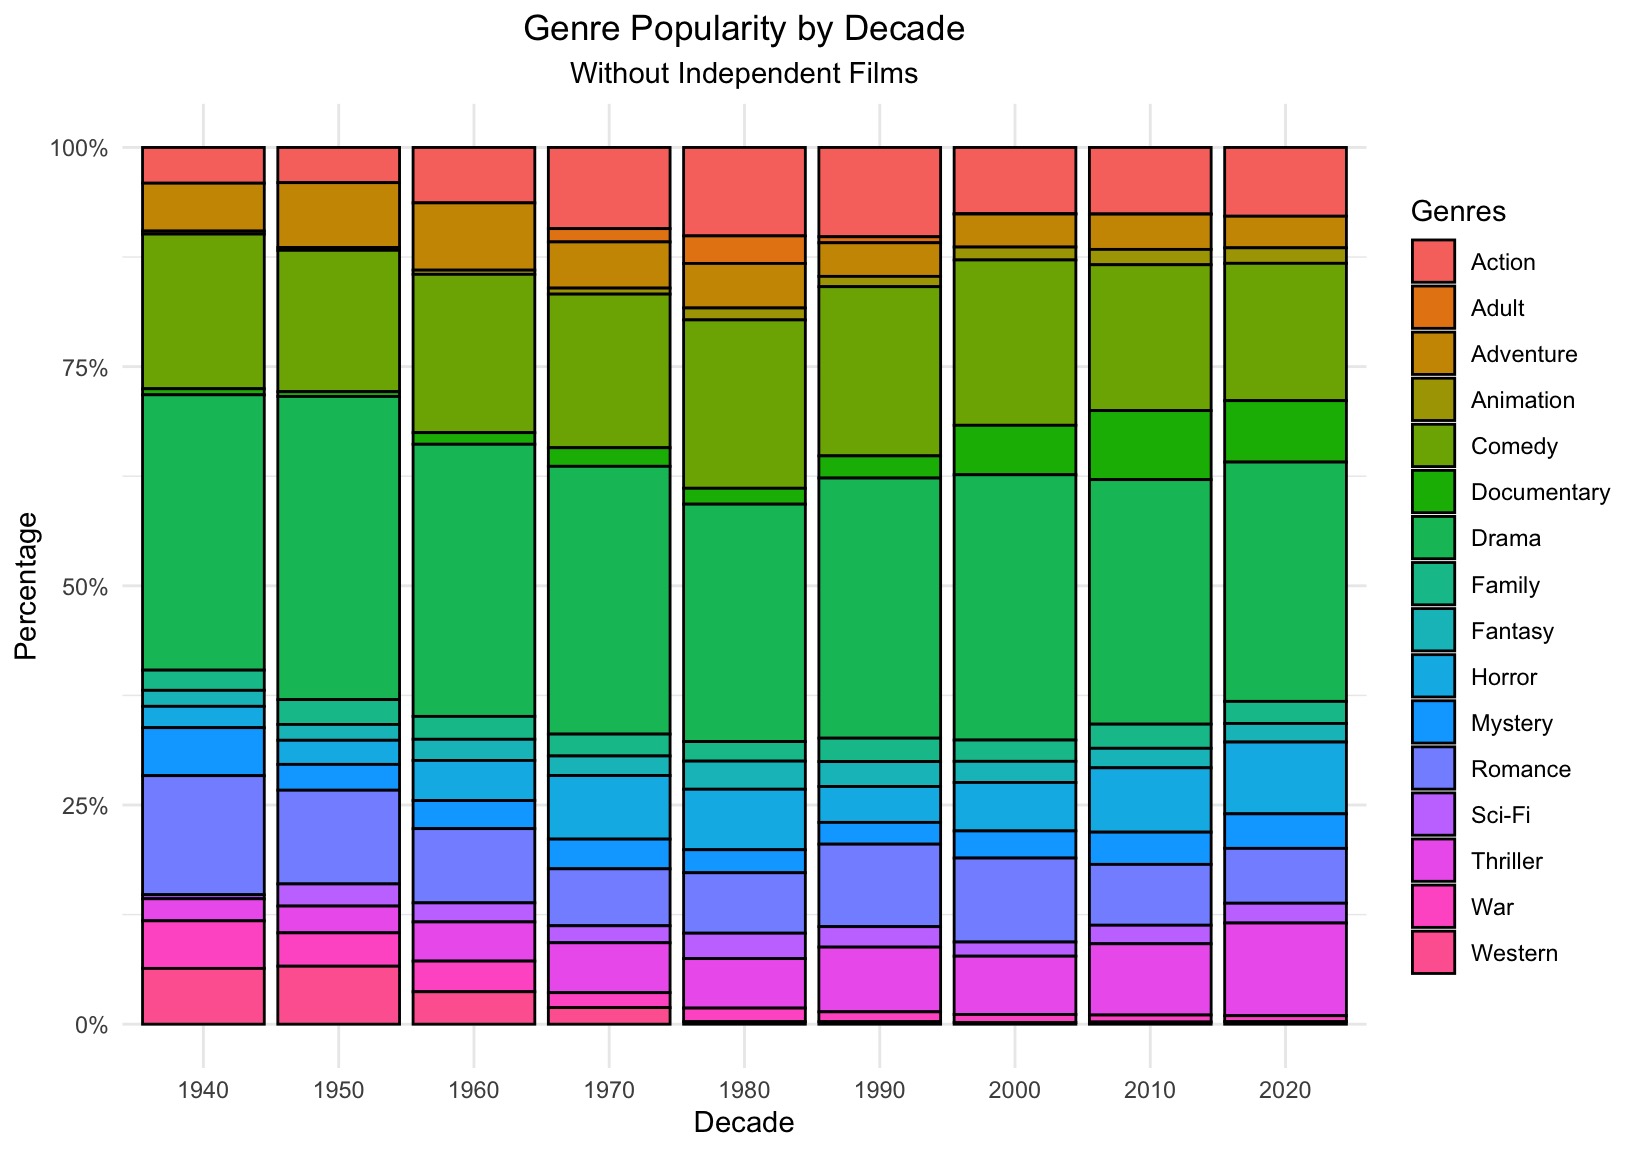 Genre Popularity by Decade
Without Independent Films
Percentage
100%
75%
50%
25%
0%
1940 1950 1960 1970 1980 1990 2000 2010 2020
Decade
Genres
Action
Adult
Adventure
Animation
Comedy
Documentary
Drama
Family
Fantasy
Horror
Mystery
Romance
Sci-Fi
Thriller
War
Western